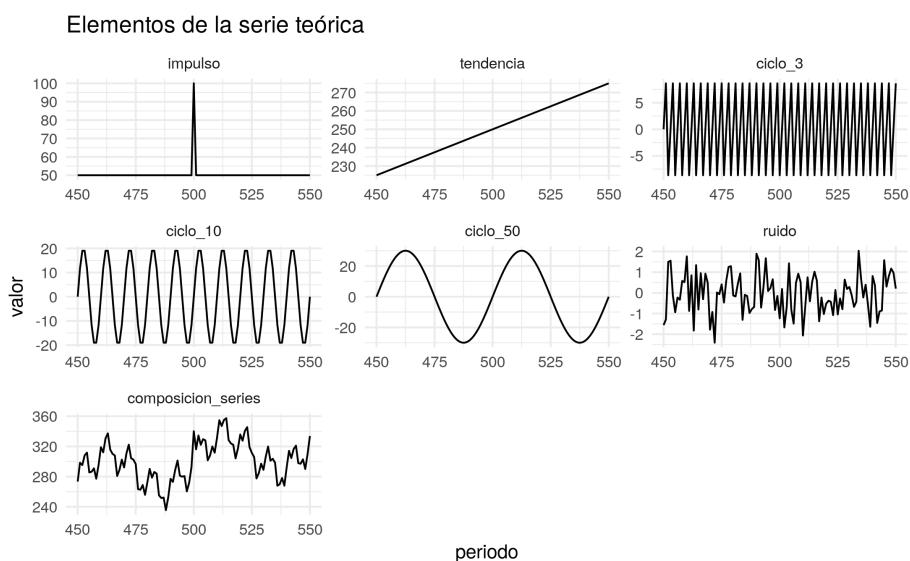 Elementos de la serie teórica
impulso
100
90
80
70
60
50
450 475 500 525 550
tendencia
270
260
250
240
230
450 475 500 525 550
ciclo_3
5
0
-5
450 475 500 525 550
ciclo_10
20
10
0
-10
-20
450 475 500 525 550
ciclo_50
20
0
-20
450 475 500 525 550
ruido
2
1
0
-1
-2
450 475 500 525 550
composicion_series
360
320
280
240
450 475 500 525 550
valor
periodo